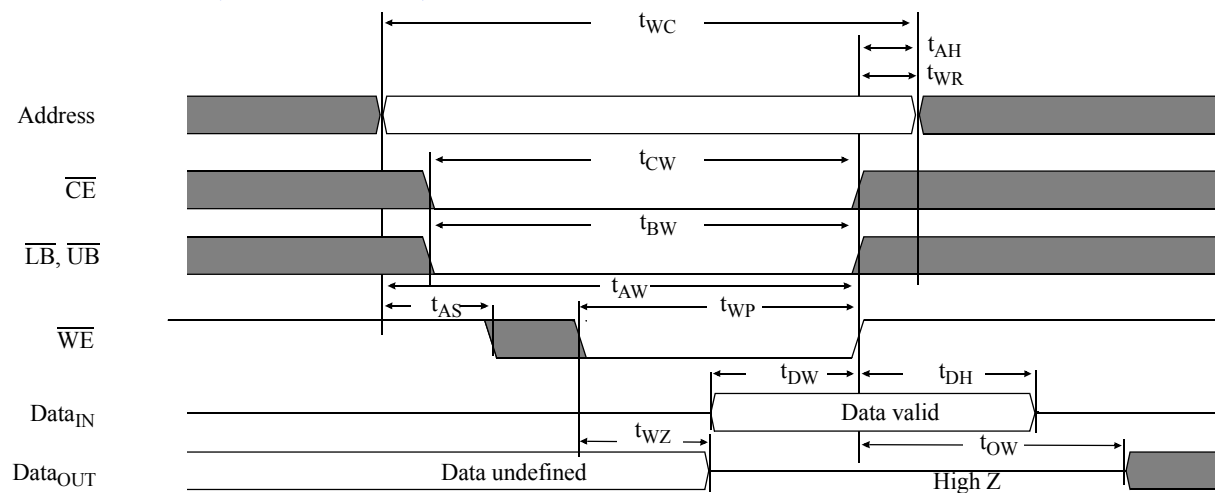 tWC
tAH
tWR
Address
tCW
CE
tBW
LB, UB
tAW
tAS
tWP
WE
tDW
tDH
DataIN
Data valid
tWZ
tOW
DataOUT
Data undefined
High Z